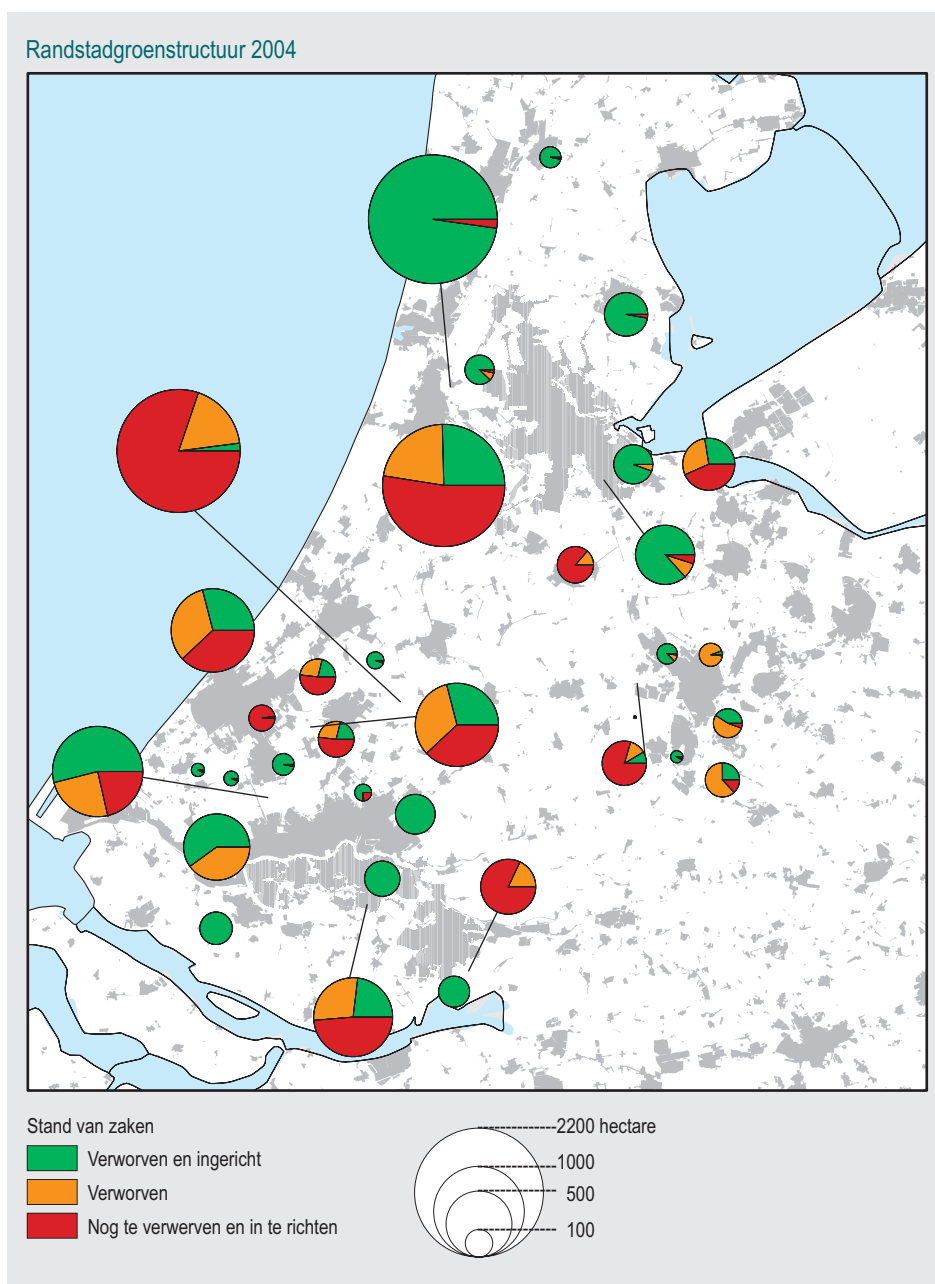 Randstadgroenstructuur 2004
Stand van zaken
Verworven en ingericht
Verworven
Nog te verwerven en in te richten
2200 hectare
1000
500
100